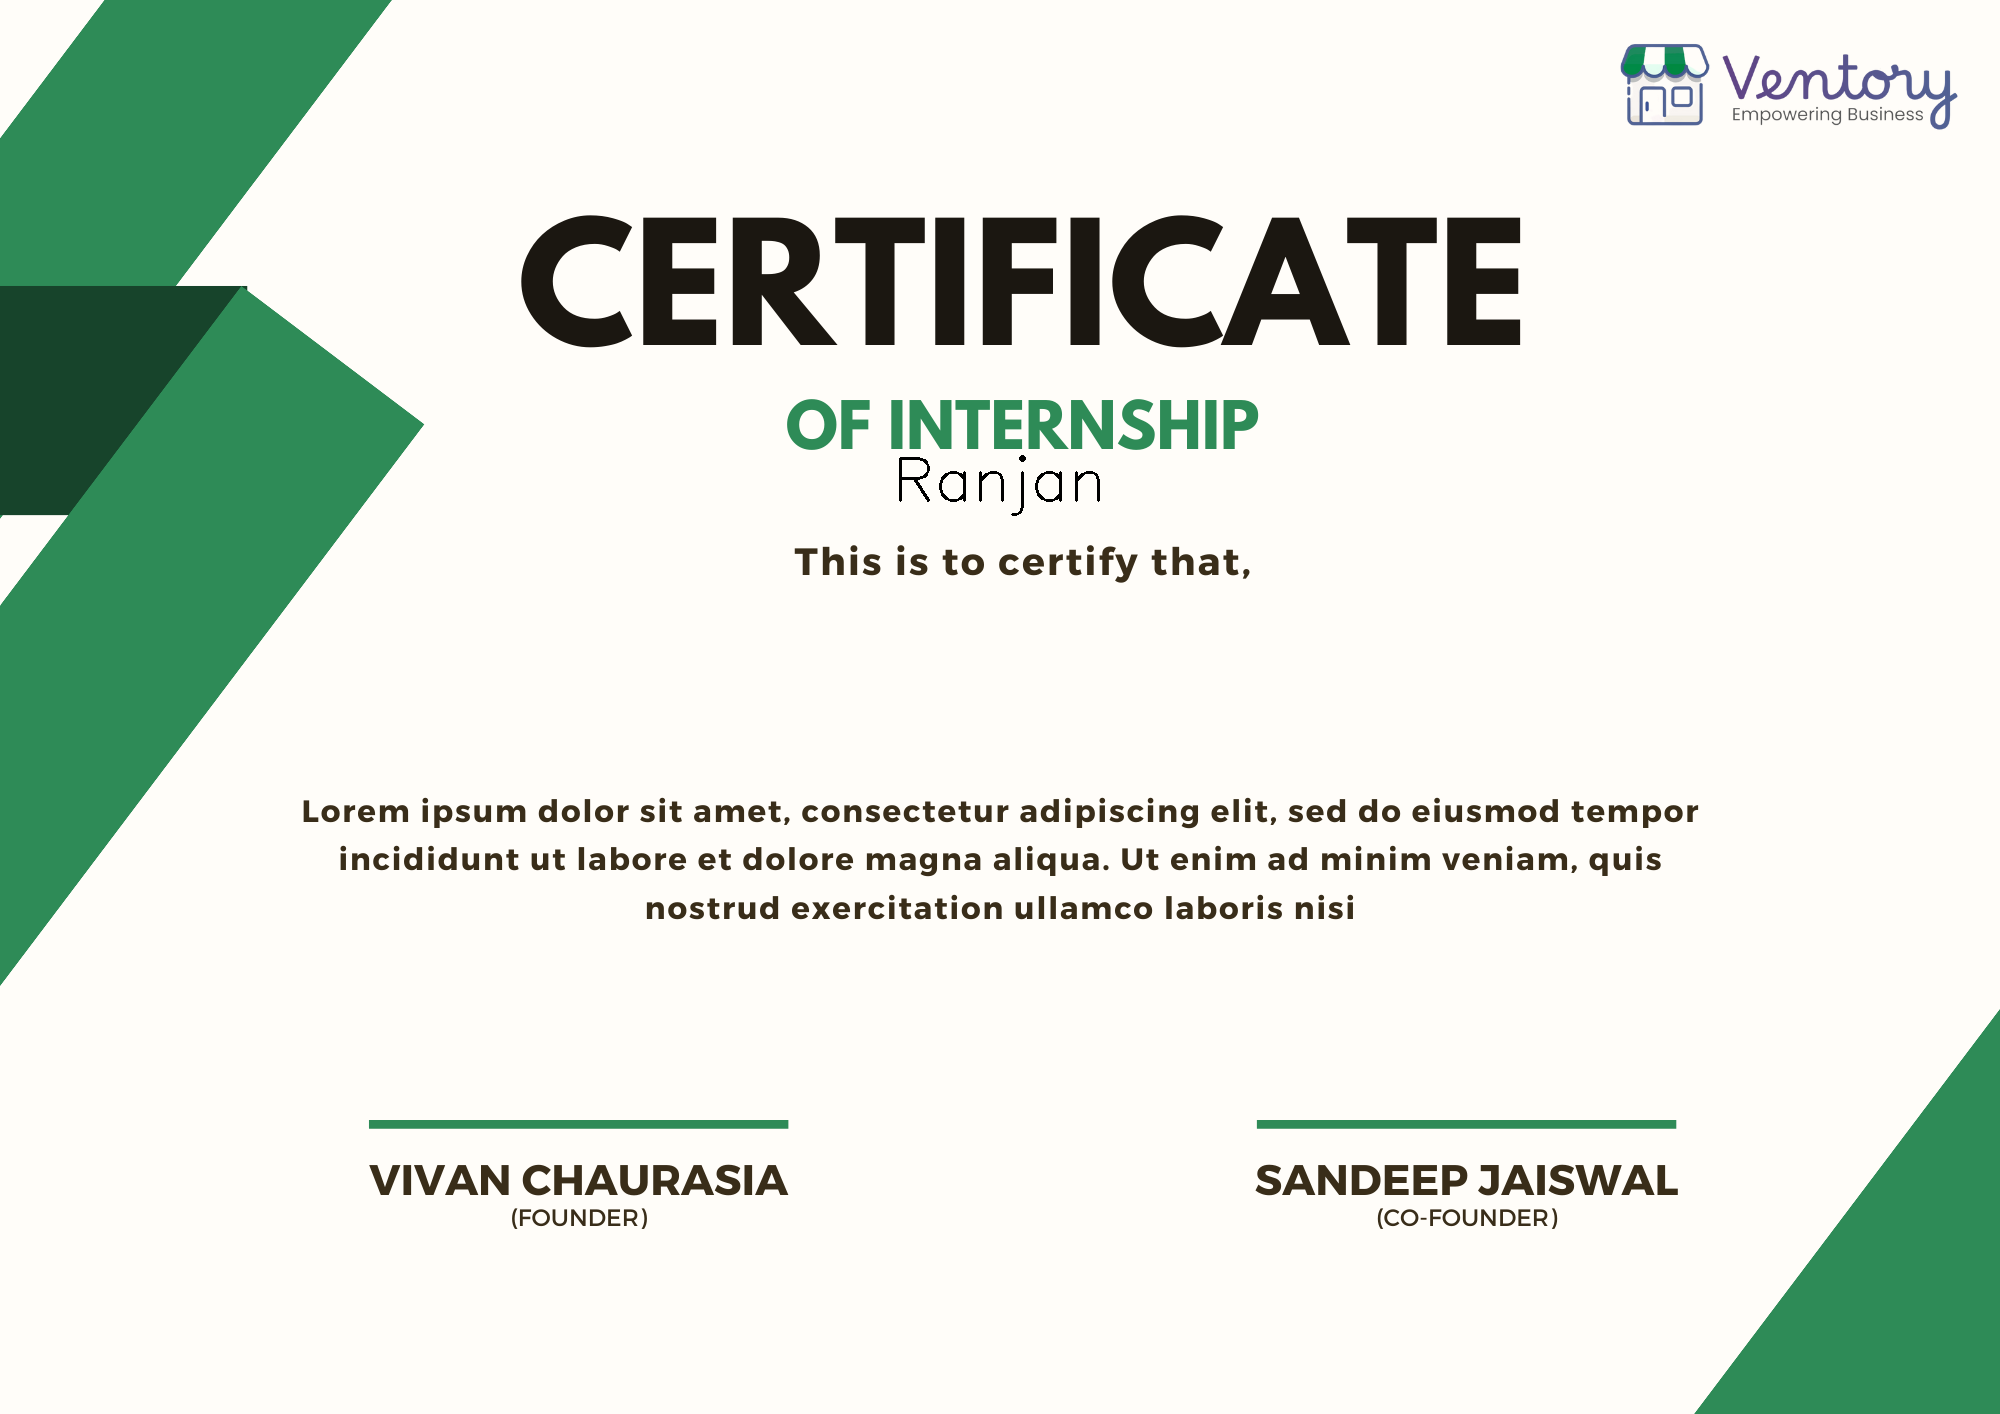 Ventory
Empowering Business
CERTIFICATE
OF INTERNSHIP
Ranjan
This is to certify that,
Lorem ipsum dolor sit amet, consectetur adipiscing elit, sed do eiusmod tempor
incididunt ut labore et dolore magna aliqua. Ut enim ad minim veniam, quis
nostrud exercitation ullamco laboris nisi
VIVAN CHAURASIA
(FOUNDER)
SANDEEP JAISWAL
(CO-FOUNDER)